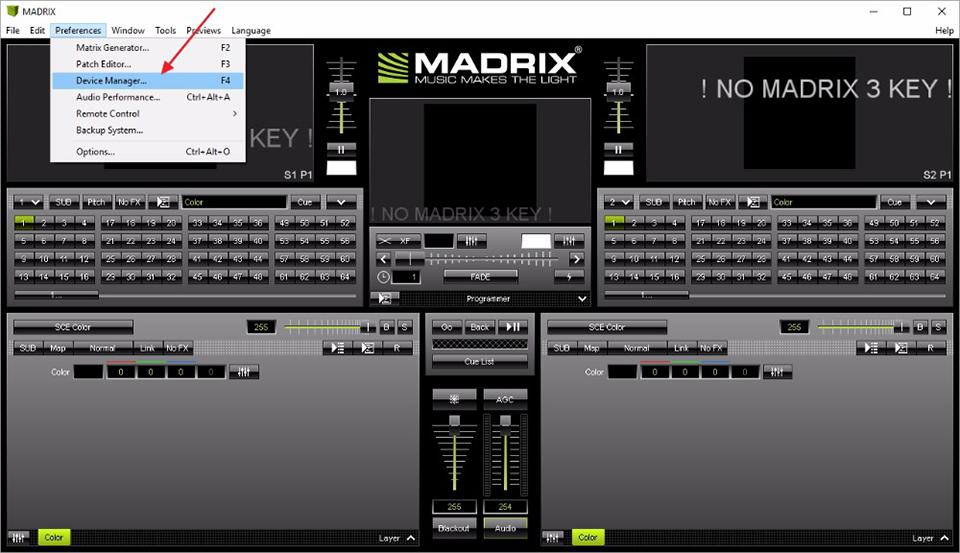 MADRIX
File Edit Preferences Window Tools Previews Language Help
Matrix Generator... F2
Patch Editor... F3
Device Manager... F4
Audio Performance... Ctrl+Alt+A
Remote Control >
Backup System...
Options... Ctrl+Alt+O
KEY !
S1 P1
1.0
MADRIX®
MUSIC MAKES THE LIGHT
! NO MADRIX 3 KEY !
1.0
! NO MADRIX 3 KEY !
S2 P1
1 SUB Pitch No FX Color Cue
1 2 3 4 17 18 19 20 33 34 35 36 49 50 51 52
5 6 7 8 21 22 23 24 37 38 39 40 53 54 55 56
9 10 11 12 25 26 27 28 41 42 43 44 57 58 59 60
13 14 15 16 29 30 31 32 45 46 47 48 61 62 63 64
1...
XF
1 FADE
Programmer
2 SUB Pitch No FX Color Cue
1 2 3 4 17 18 19 20 33 34 35 36 49 50 51 52
5 6 7 8 21 22 23 24 37 38 39 40 53 54 55 56
9 10 11 12 25 26 27 28 41 42 43 44 57 58 59 60
13 14 15 16 29 30 31 32 45 46 47 48 61 62 63 64
1...
SCE Color 255 B S
SUB Map Normal Link No FX R
Color 0 0 0 0
Color Layer
Go Back
Cue List
AGC
255 254
Blackout Audio
SCE Color 255 B S
SUB Map Normal Link No FX R
Color 0 0 0 0
Color Layer